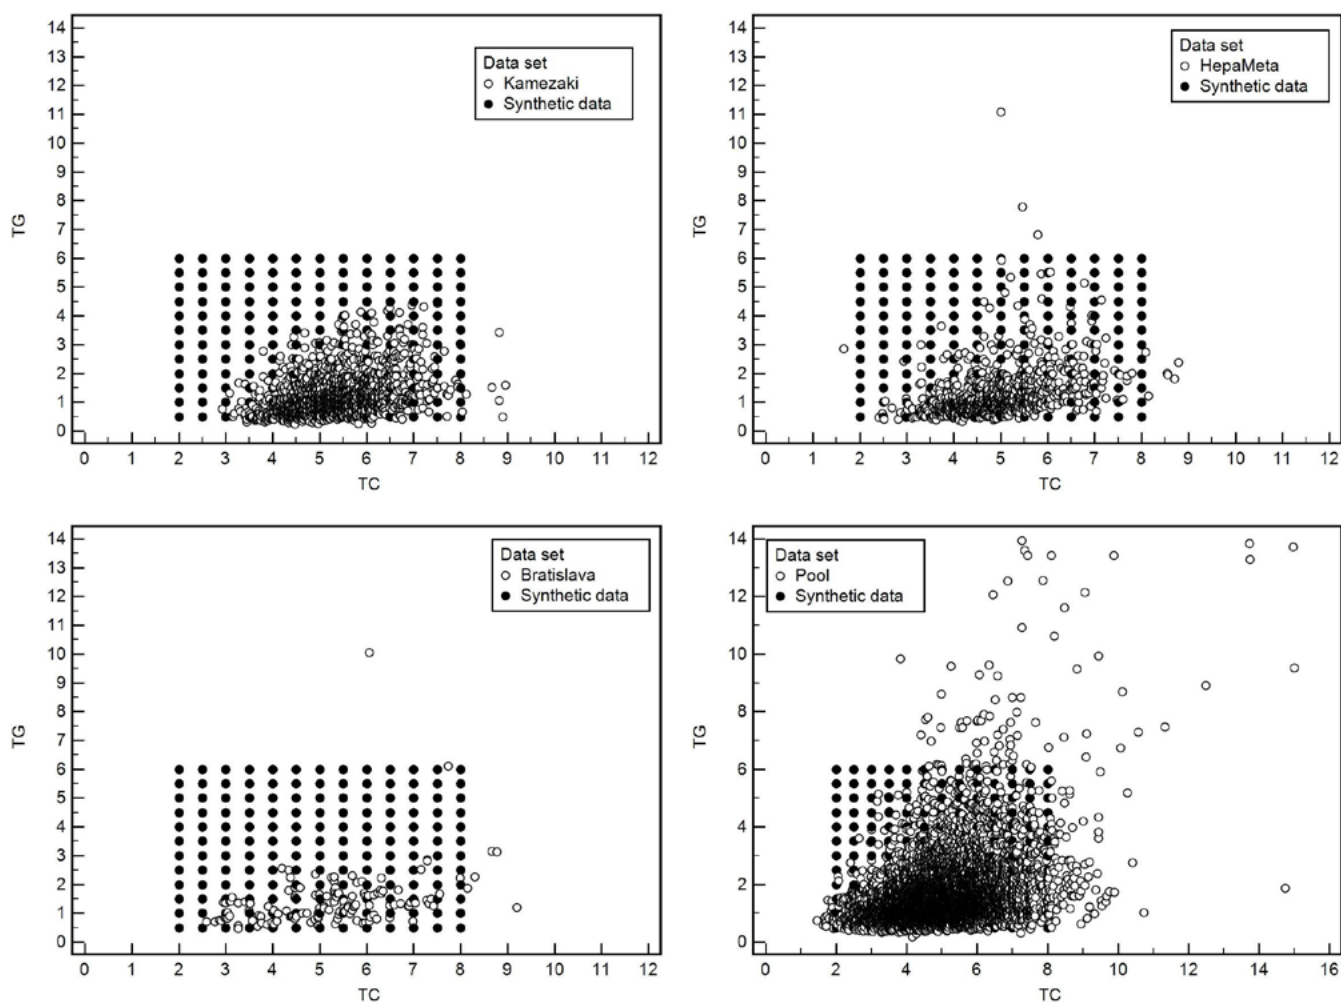 14
13
12
11
10
9
8
7
6
5
4
3
2
1
0
TG
Data set
Kamezaki
Synthetic data
0 1 2 3 4 5 6 7 8 9 10 11 12
TC
14
13
12
11
10
9
8
7
6
5
4
3
2
1
0
TG
Data set
HepaMeta
Synthetic data
0 1 2 3 4 5 6 7 8 9 10 11 12
TC
14
13
12
11
10
9
8
7
6
5
4
3
2
1
0
TG
Data set
Bratislava
Synthetic data
0 1 2 3 4 5 6 7 8 9 10 11 12
TC
14
12
10
8
6
4
2
0
TG
Data set
Pool
Synthetic data
0 2 4 6 8 10 12 14 16
TC